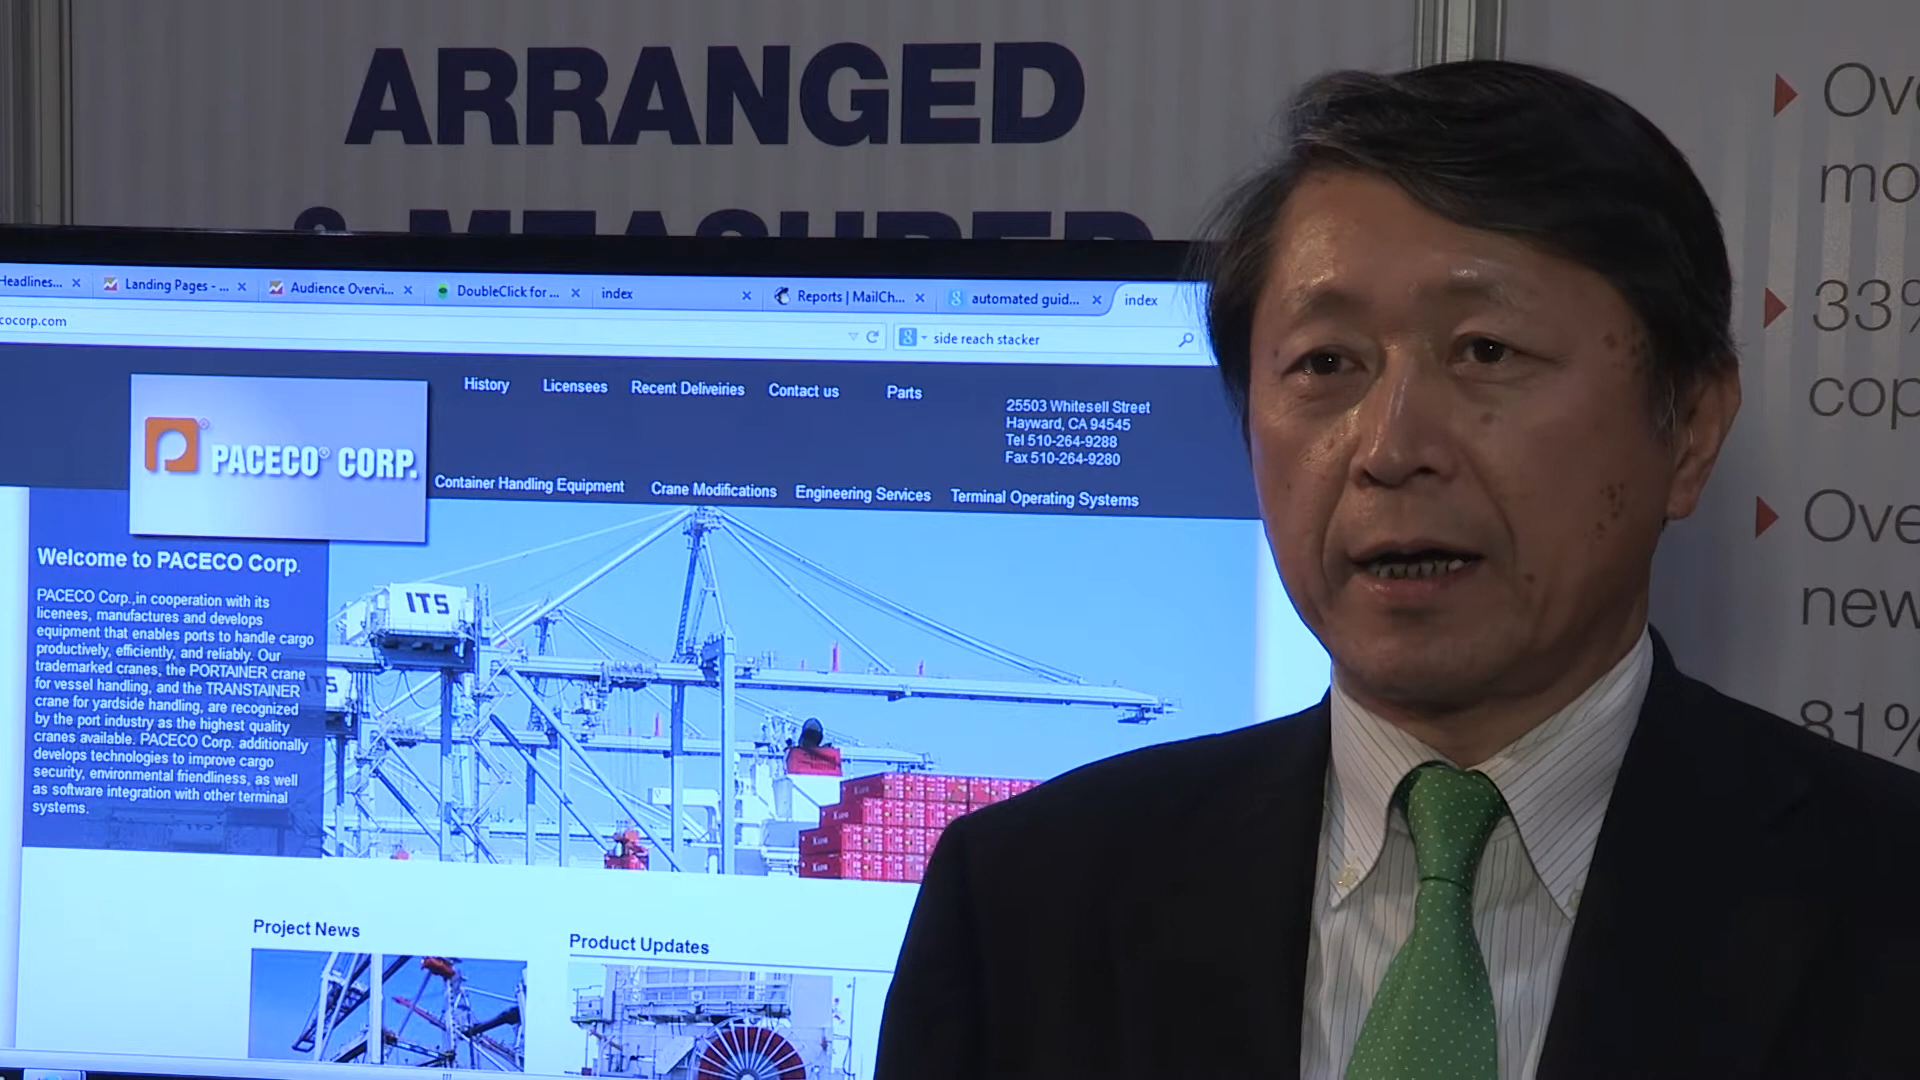 ARRANGED
& MEASURED
Headlines...
Landing Pages - ...
Audience Overvi...
DoubleClick for ...
index
Reports | MailCh...
automated guid...
index
cocorp.com
side reach stacker
History
Licensees
Recent Deliveiries
Contact us
Parts
25503 Whitesell Street
Hayward, CA 94545
Tel 510-264-9288
Fax 510-264-9280
PACECO® CORP.
Container Handling Equipment
Crane Modifications
Engineering Services
Terminal Operating Systems
Welcome to PACECO Corp.
PACECO Corp.,in cooperation with its
licenees, manufactures and develops
equipment that enables ports to handle cargo
productively, efficiently, and reliably. Our
trademarked cranes, the PORTAINER crane
for vessel handling, and the TRANSTAINER
crane for yardside handling, are recognized
by the port industry as the highest quality
cranes available. PACECO Corp. additionally
develops technologies to improve cargo
security, environmental friendliness, as well
as software integration with other terminal
systems.
ITS
ITS
Project News
Product Updates
Ove
mo
33%
cop
Ove
new
81%